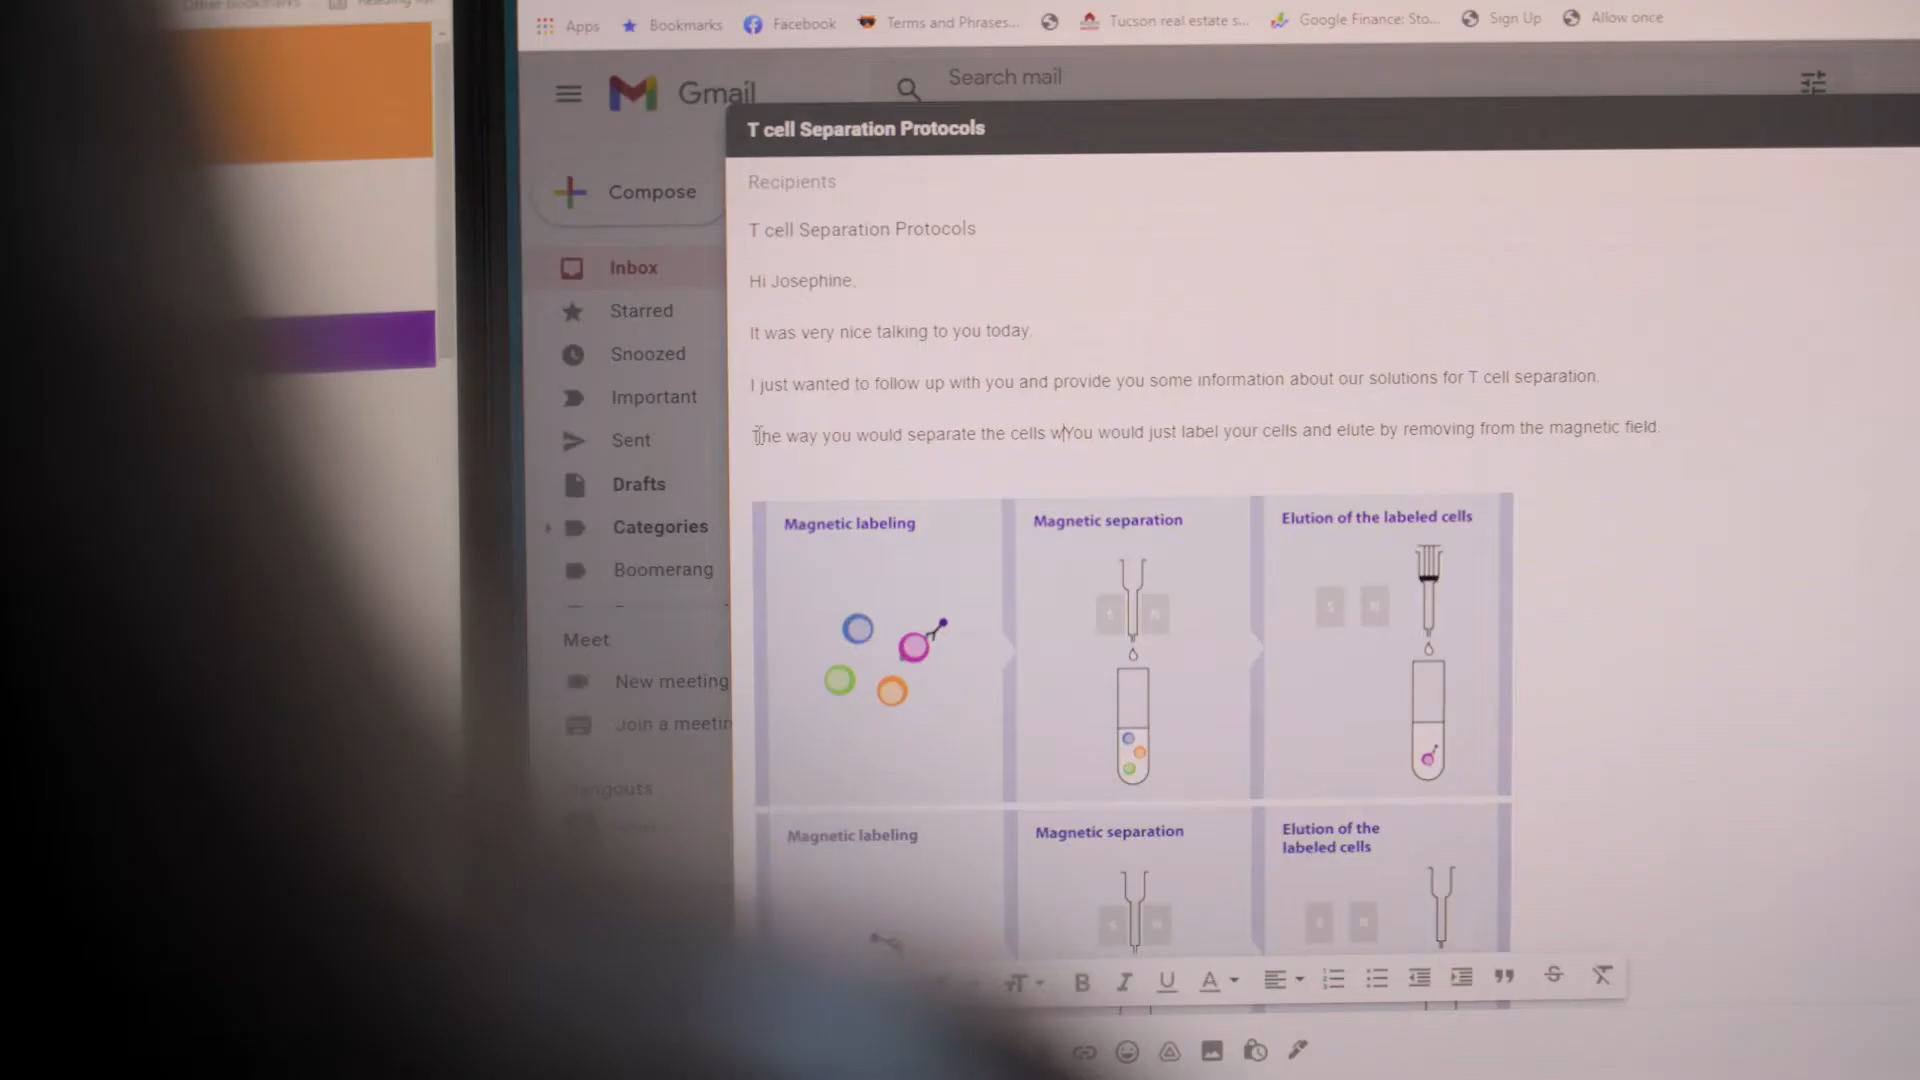 Other Bookmarks
Reading list
Apps
Bookmarks
Facebook
Terms and Phrases...
Tucson real estate s...
Google Finance: Sto...
Sign Up
Allow once
Gmail
Search mail
T cell Separation Protocols
Compose
Inbox
Starred
Snoozed
Important
Sent
Drafts
Categories
Boomerang
Meet
New meeting
Join a meetin
Recipients
T cell Separation Protocols
Hi Josephine,
It was very nice talking to you today.
I just wanted to follow up with you and provide you some information about our solutions for T cell separation.
The way you would separate the cells wYou would just label your cells and elute by removing from the magnetic field.
Magnetic labeling
Magnetic separation
Elution of the labeled cells
S N
S N
Magnetic labeling
Magnetic separation
Elution of the
labeled cells
S N
S N
B I U A